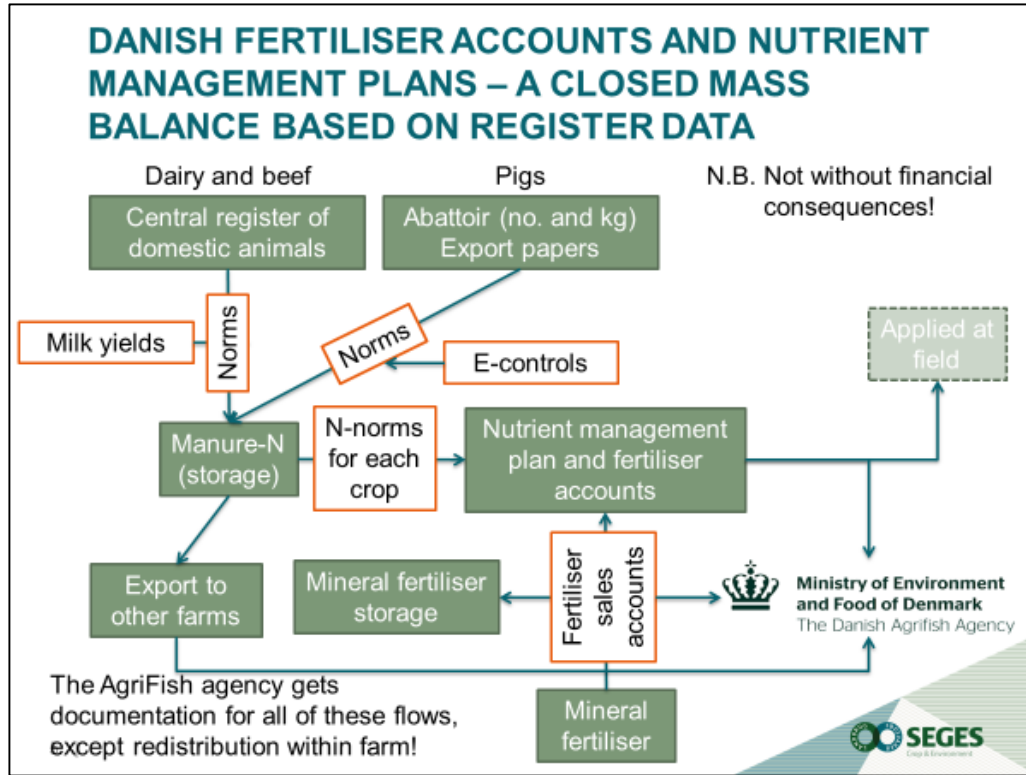 DANISH FERTILISER ACCOUNTS AND NUTRIENT
MANAGEMENT PLANS – A CLOSED MASS
BALANCE BASED ON REGISTER DATA
Dairy and beef
Pigs
N.B. Not without financial
consequences!
Central register of
domestic animals
Abattoir (no. and kg)
Export papers
Milk yields
Norms
Norms
E-controls
Applied at
field
Manure-N
(storage)
N-norms
for each
crop
Nutrient management
plan and fertiliser
accounts
Export to
other farms
Mineral fertiliser
storage
Fertiliser
sales
accounts
Ministry of Environment
and Food of Denmark
The Danish Agrifish Agency
The AgriFish agency gets
documentation for all of these flows,
except redistribution within farm!
Mineral
fertiliser
SEGES
Crop & Environment